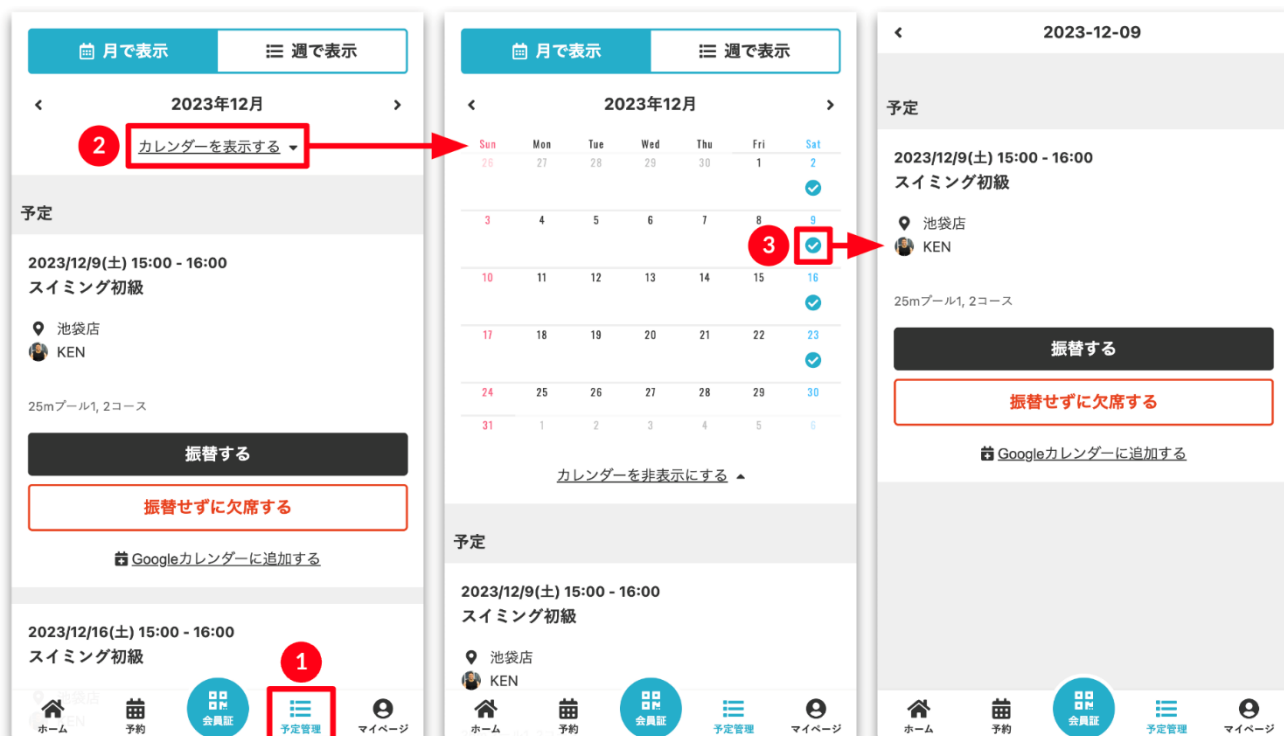 月で表示
週で表示
2023年12月
2
カレンダーを表示する
予定
2023/12/9(土) 15:00 - 16:00
スイミング初級
池袋店
KEN
25mプール1, 2コース
振替する
振替せずに欠席する
Googleカレンダーに追加する
2023/12/16(土) 15:00 - 16:00
スイミング初級
1
池袋店
KEN
ホーム
予約
会員証
予定管理
マイページ
月で表示
週で表示
2023年12月
Sun Mon Tue Wed Thu Fri Sat
26 27 28 29 30 1 2
3 4 5 6 7 8 9
3
10 11 12 13 14 15 16
17 18 19 20 21 22 23
24 25 26 27 28 29 30
31 1 2 3 4 5 6
カレンダーを非表示にする
予定
2023/12/9(土) 15:00 - 16:00
スイミング初級
池袋店
KEN
ホーム
予約
会員証
予定管理
マイページ
2023-12-09
予定
2023/12/9(土) 15:00 - 16:00
スイミング初級
池袋店
KEN
25mプール1, 2コース
振替する
振替せずに欠席する
Googleカレンダーに追加する
ホーム
予約
会員証
予定管理
マイページ